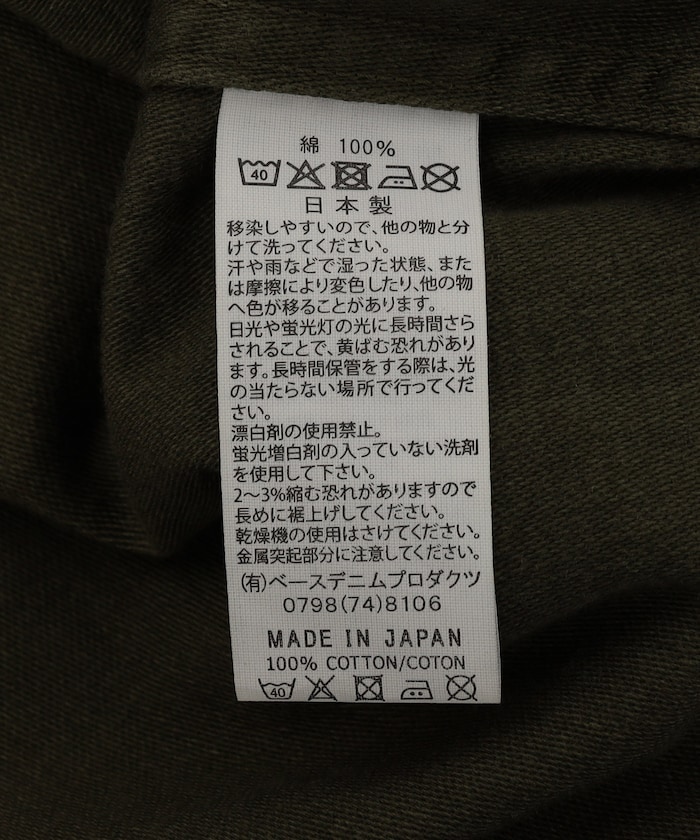 綿 100%
40
日本製
移染しやすいので、他の物と分
けて洗ってください。
汗や雨などで湿った状態、また
は摩擦により変色したり、他の物
へ色が移ることがあります。
日光や蛍光灯の光に長時間さら
されることで、黄ばむ恐れがあり
ます。長時間保管をする際は、光
の当たらない場所で行ってくだ
さい。
漂白剤の使用禁止。
蛍光増白剤の入っていない洗剤
を使用して下さい。
2〜3%縮む恐れがありますので
長めに裾上げしてください。
乾燥機の使用はさけてください。
金属突起部分に注意してください。
(有)ベースデニムプロダクツ
0798(74)8106
MADE IN JAPAN
100% COTTON/COTON
40